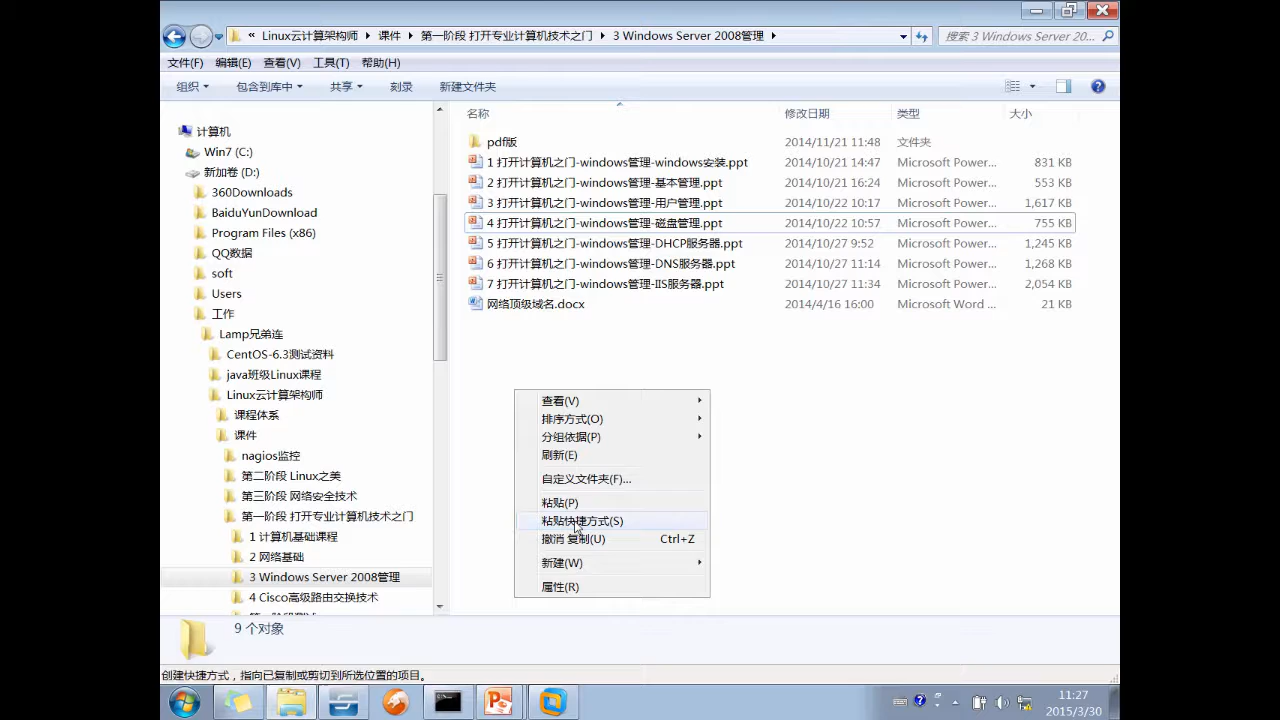 « Linux云计算架构师 ▸ 课件 ▸ 第一阶段 打开专业计算机技术之门 ▸ 3 Windows Server 2008管理 ▸
搜索 3 Windows Server 20...
文件(F) 编辑(E) 查看(V) 工具(T) 帮助(H)
组织 包含到库中 共享 刻录 新建文件夹
计算机
Win7 (C:)
新加卷 (D:)
360Downloads
BaiduYunDownload
Program Files (x86)
QQ数据
soft
Users
工作
Lamp兄弟连
CentOS-6.3测试资料
java班级Linux课程
Linux云计算架构师
课程体系
课件
nagios监控
第二阶段 Linux之美
第三阶段 网络安全技术
第一阶段 打开专业计算机技术之门
1 计算机基础课程
2 网络基础
3 Windows Server 2008管理
4 Cisco高级路由交换技术
名称 修改日期 类型 大小
pdf版 2014/11/21 11:48 文件夹
1 打开计算机之门-windows管理-windows安装.ppt 2014/10/21 14:47 Microsoft Power... 831 KB
2 打开计算机之门-windows管理-基本管理.ppt 2014/10/21 16:24 Microsoft Power... 553 KB
3 打开计算机之门-windows管理-用户管理.ppt 2014/10/22 10:17 Microsoft Power... 1,617 KB
4 打开计算机之门-windows管理-磁盘管理.ppt 2014/10/22 10:57 Microsoft Power... 755 KB
5 打开计算机之门-windows管理-DHCP服务器.ppt 2014/10/27 9:52 Microsoft Power... 1,245 KB
6 打开计算机之门-windows管理-DNS服务器.ppt 2014/10/27 11:14 Microsoft Power... 1,268 KB
7 打开计算机之门-windows管理-IIS服务器.ppt 2014/10/27 11:34 Microsoft Power... 2,054 KB
网络顶级域名.docx 2014/4/16 16:00 Microsoft Word ... 21 KB
查看(V)
排序方式(O)
分组依据(P)
刷新(E)
自定义文件夹(F)...
粘贴(P)
粘贴快捷方式(S)
撤消 复制(U) Ctrl+Z
新建(W)
属性(R)
9 个对象
创建快捷方式，指向已复制或剪切到所选位置的项目。
11:27
2015/3/30